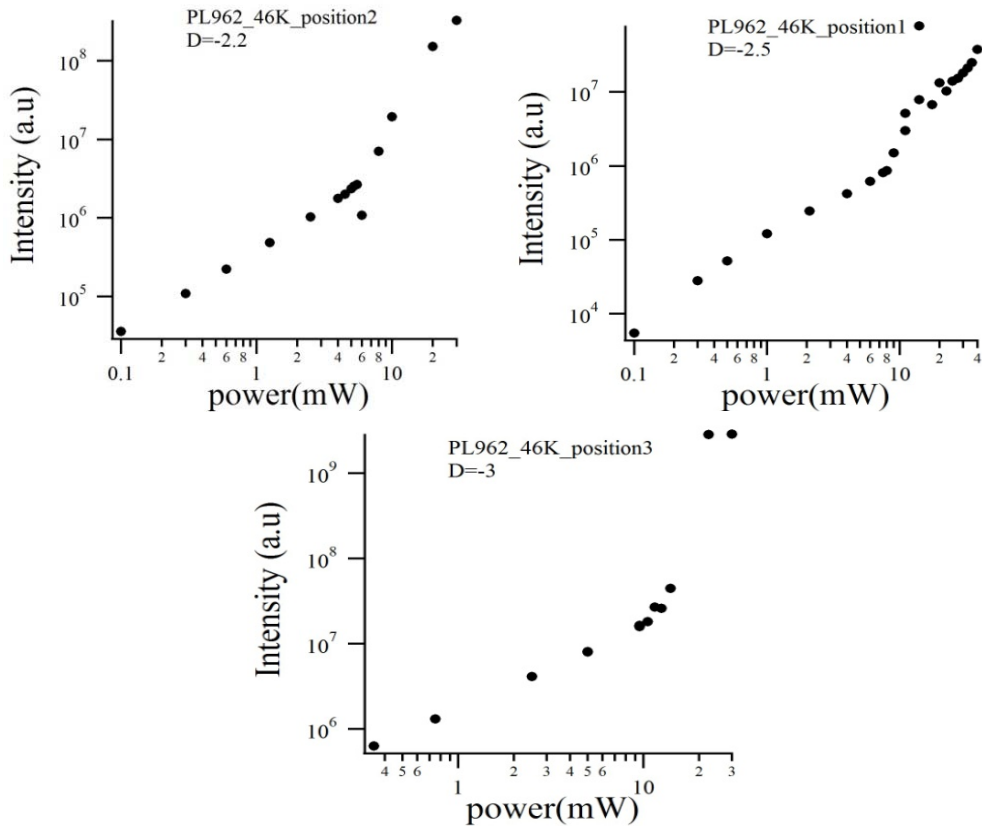 PL962_46K_position2
D=-2.2
Intensity (a.u)
10^8
10^7
10^6
10^5
0.1 2 4 6 8 1 2 4 6 8 10 2
power(mW)
PL962_46K_position1
D=-2.5
Intensity (a.u)
10^7
10^6
10^5
10^4
0.1 2 4 6 8 1 2 4 6 8 10 2 4
power(mW)
PL962_46K_position3
D=-3
Intensity (a.u)
10^9
10^8
10^7
10^6
4 5 6 1 2 3 4 5 6 10 2 3
power(mW)